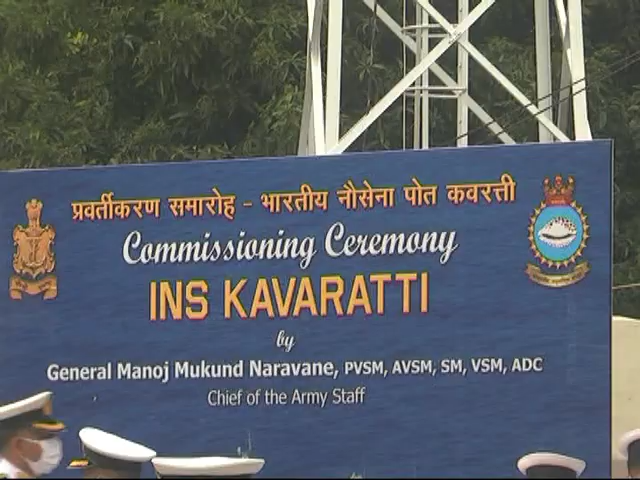 प्रवर्तीकरण समारोह - भारतीय नौसेना पोत कवरत्ती
Commissioning Ceremony
INS KAVARATTI
by
General Manoj Mukund Naravane, PVSM, AVSM, SM, VSM, ADC
Chief of the Army Staff